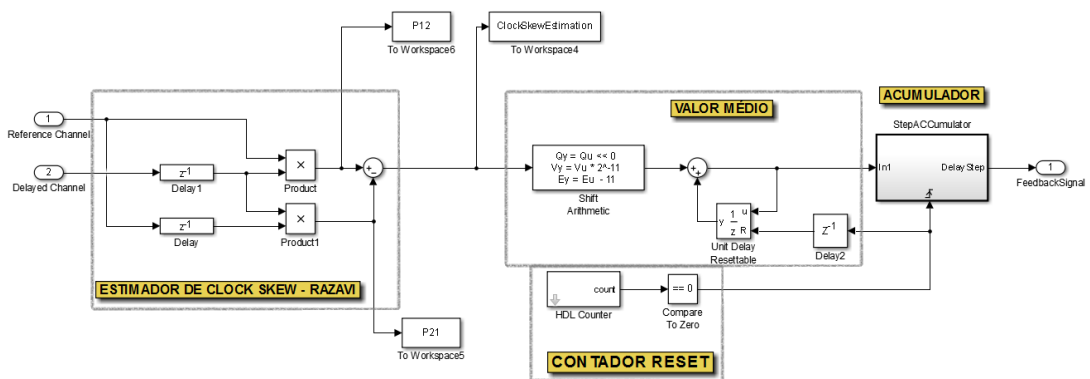 P12
To Workspace6
ClockSkewEstimation
To Workspace4
1
Reference Channel
2
Delayed Channel
z-1
Delay1
z-1
Delay
×
Product
×
Product1
+
−
ESTIMADOR DE CLOCK SKEW - RAZAVI
P21
To Workspace5
VALOR MÉDIO
Qy = Qu << 0
Vy = Vu * 2^-11
Ey = Eu - 11
Shift
Arithmetic
+
+
y 1/z u
R
Unit Delay
Resettable
Z-1
Delay2
ACUMULADOR
StepACCumulator
In1
Delay Step
1
FeedbackSignal
count
HDL Counter
== 0
Compare
To Zero
CONTADOR RESET